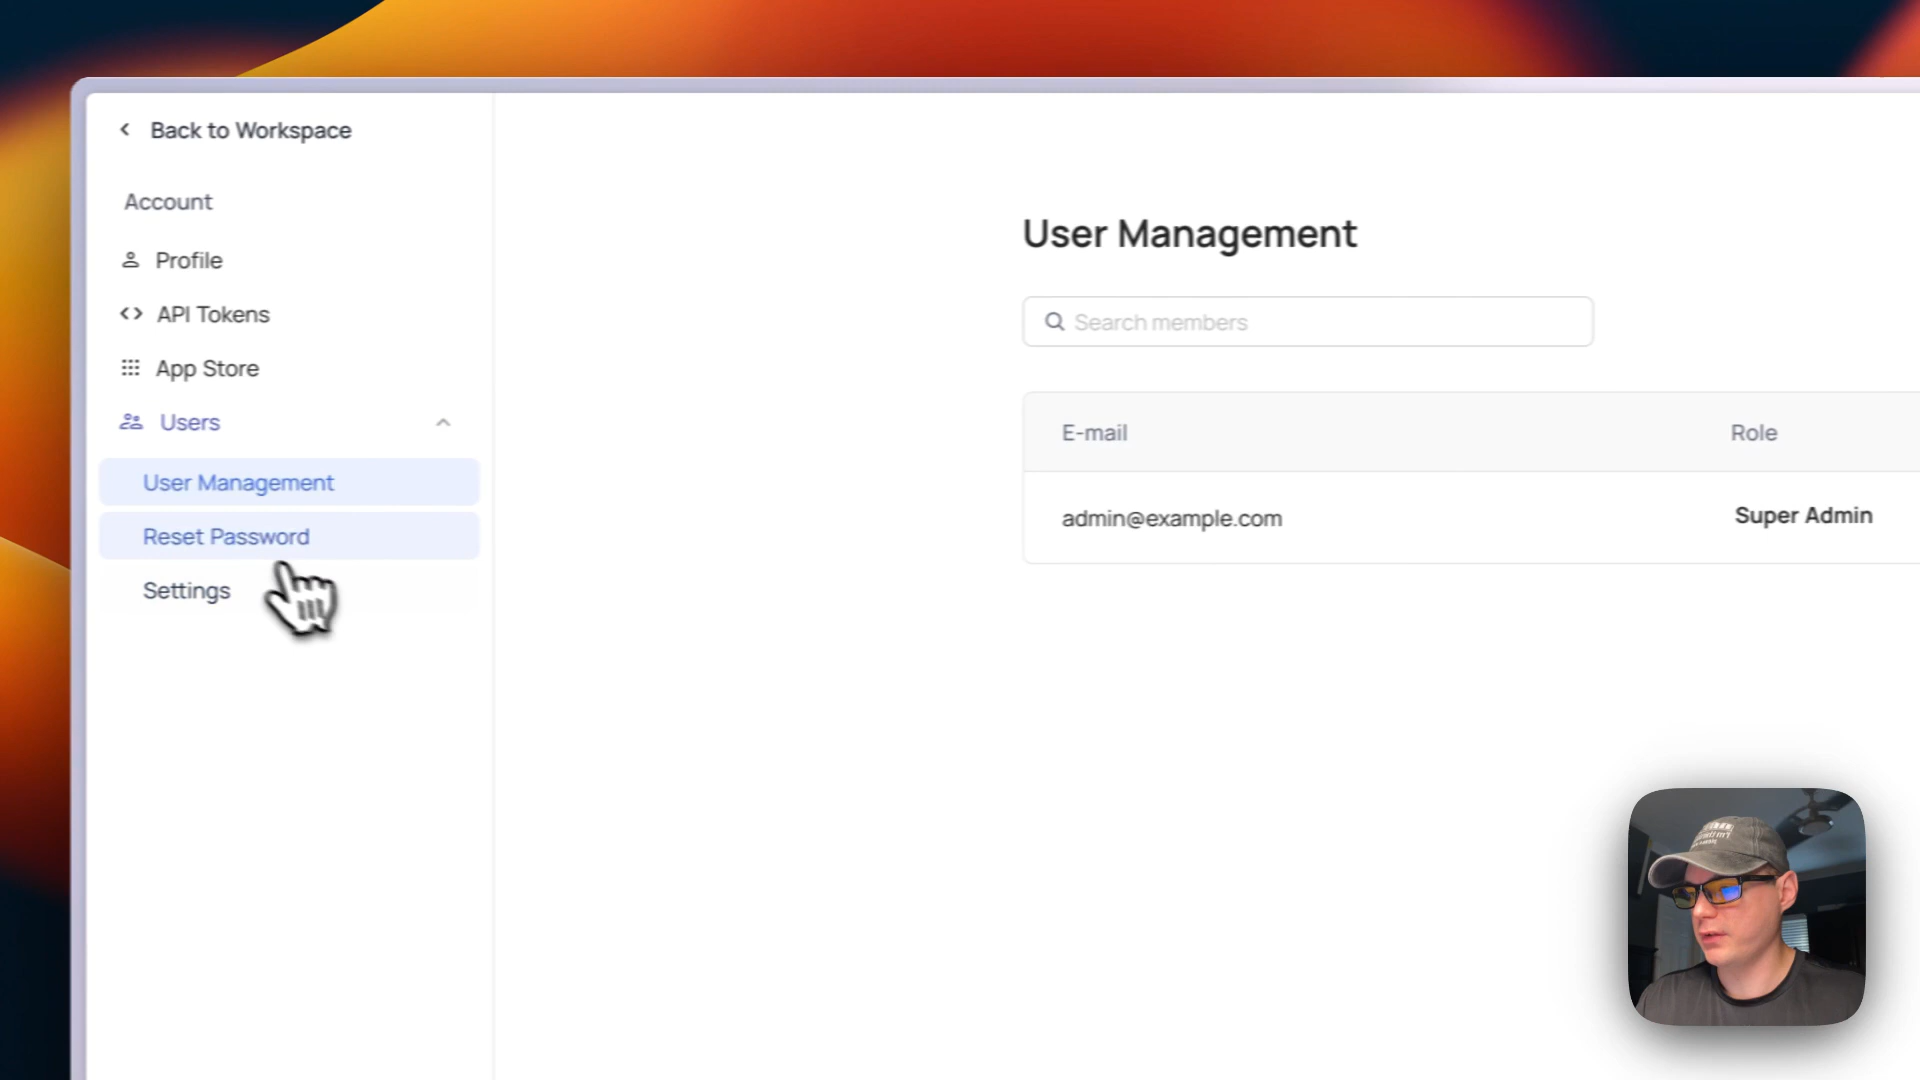 Back to Workspace
Account
Profile
API Tokens
App Store
Users
User Management
Reset Password
Settings
User Management
Search members
E-mail
Role
admin@example.com
Super Admin